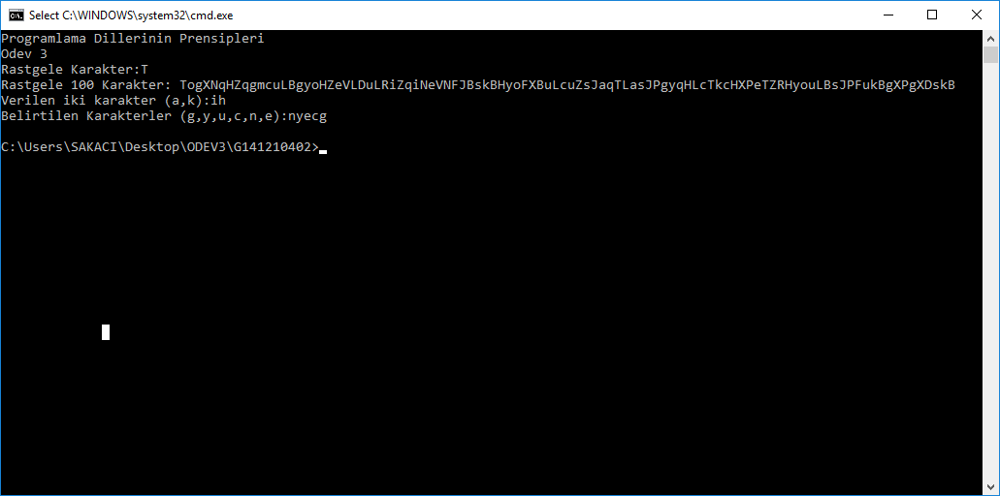 Select C:\WINDOWS\system32\cmd.exe
Programlama Dillerinin Prensipleri
Odev 3
Rastgele Karakter:T
Rastgele 100 Karakter: TogXNqHZqgmcuLBgyoHZeVLDuLRiZqiNeVNFJBskBHyoFXBuLcuZsJaqTLasJPgyqHLcTkcHXPeTZRHyouLBsJPFukBgXPgXDskB
Verilen iki karakter (a,k):ih
Belirtilen Karakterler (g,y,u,c,n,e):nyecg
C:\Users\SAKACI\Desktop\ODEV3\G141210402>